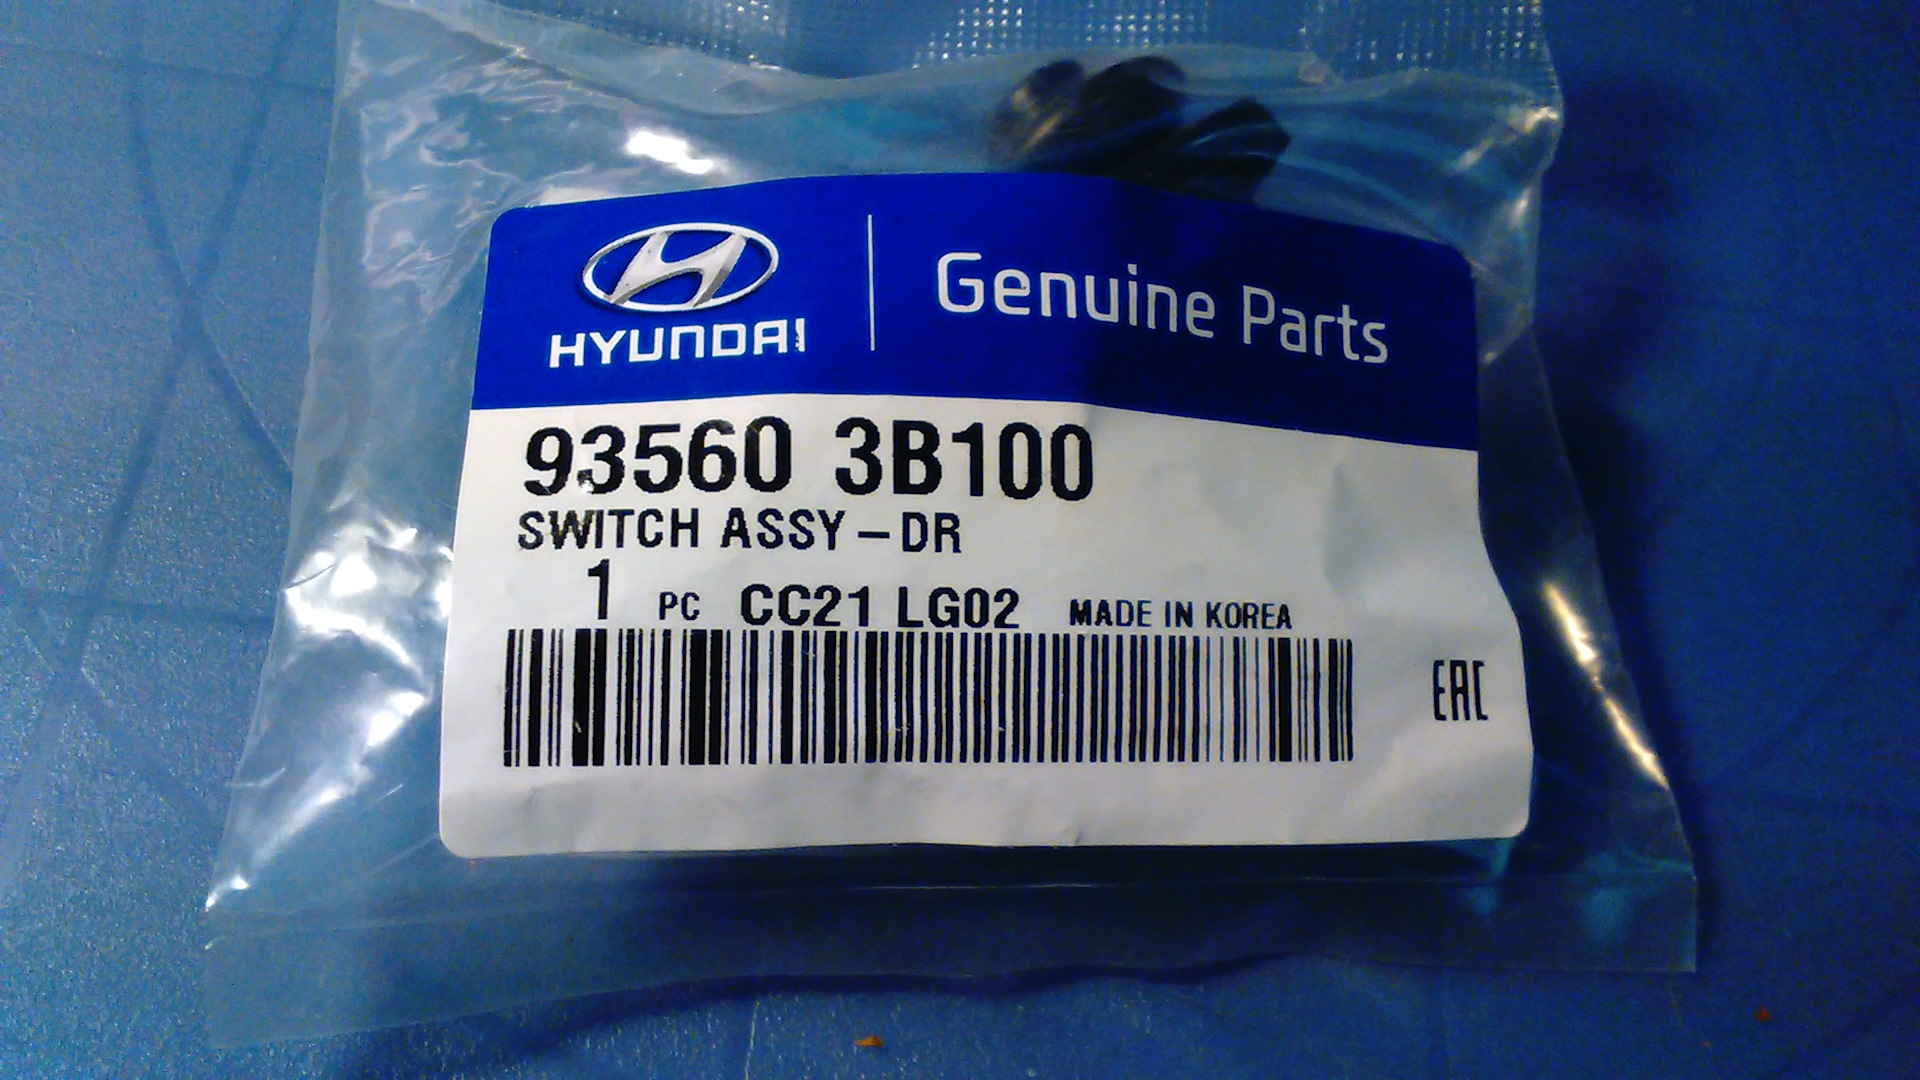 HYUNDAI
Genuine Parts
93560 3B100
SWITCH ASSY-DR
1 PC CC21 LG02 MADE IN KOREA
EAC